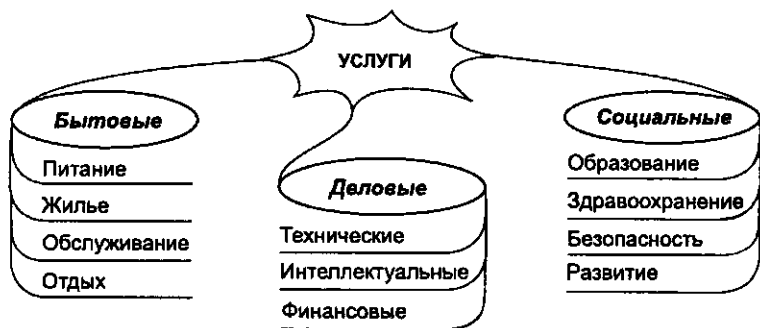 УСЛУГИ
Бытовые
Питание
Жилье
Обслуживание
Отдых
Деловые
Технические
Интеллектуальные
Финансовые
Социальные
Образование
Здравоохранение
Безопасность
Развитие